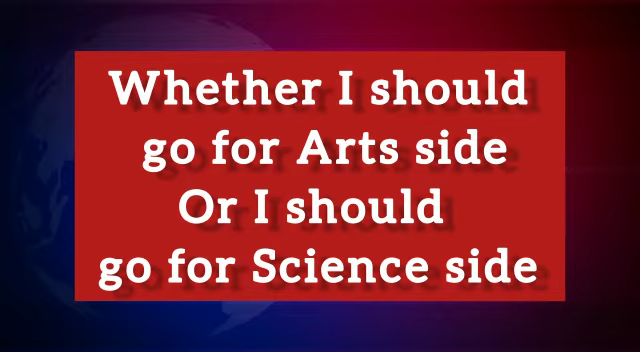 Whether I should
go for Arts side
Or I should
go for Science side